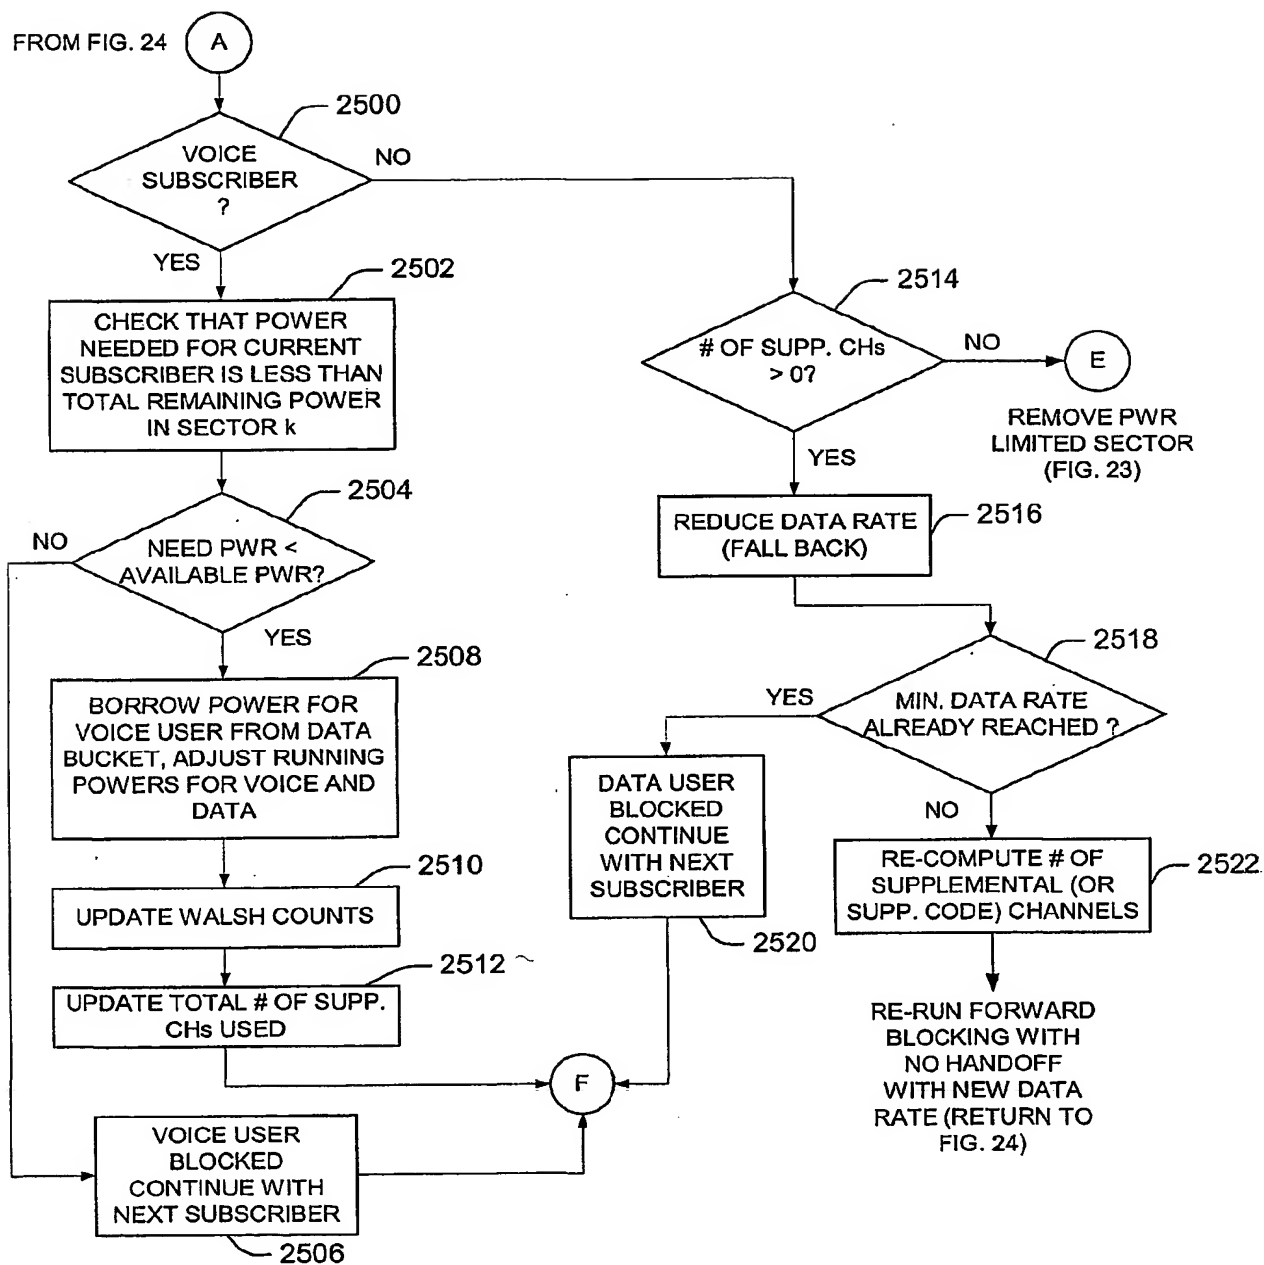 FROM FIG. 24
A
2500
VOICE
SUBSCRIBER
?
NO
YES
2502
CHECK THAT POWER
NEEDED FOR CURRENT
SUBSCRIBER IS LESS THAN
TOTAL REMAINING POWER
IN SECTOR k
2504
NO
NEED PWR <
AVAILABLE PWR?
YES
2508
BORROW POWER FOR
VOICE USER FROM DATA
BUCKET, ADJUST RUNNING
POWERS FOR VOICE AND
DATA
2510
UPDATE WALSH COUNTS
2512
UPDATE TOTAL # OF SUPP.
CHs USED
F
VOICE USER
BLOCKED
CONTINUE WITH
NEXT SUBSCRIBER
2506
2514
# OF SUPP. CHs
> 0?
NO
E
REMOVE PWR
LIMITED SECTOR
(FIG. 23)
YES
REDUCE DATA RATE
(FALL BACK)
2516
2518
YES
MIN. DATA RATE
ALREADY REACHED ?
NO
DATA USER
BLOCKED
CONTINUE
WITH NEXT
SUBSCRIBER
2520
RE-COMPUTE # OF
SUPPLEMENTAL (OR
SUPP. CODE) CHANNELS
2522
RE-RUN FORWARD
BLOCKING WITH
NO HANDOFF
WITH NEW DATA
RATE (RETURN TO
FIG. 24)